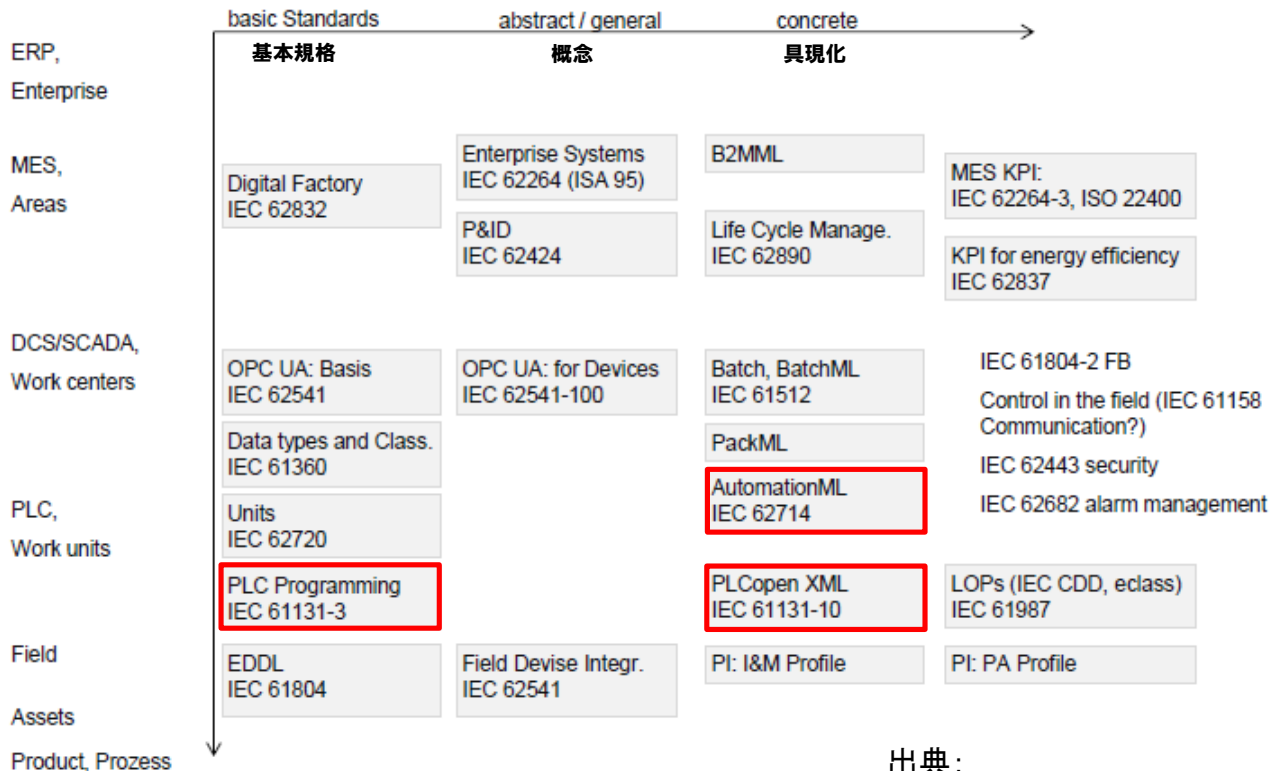 basic Standards
abstract / general
concrete
基本規格
概念
具現化
ERP,
Enterprise
MES,
Areas
Digital Factory
IEC 62832
Enterprise Systems
IEC 62264 (ISA 95)
B2MML
MES KPI:
IEC 62264-3, ISO 22400
P&ID
IEC 62424
Life Cycle Manage.
IEC 62890
KPI for energy efficiency
IEC 62837
DCS/SCADA,
Work centers
OPC UA: Basis
IEC 62541
OPC UA: for Devices
IEC 62541-100
Batch, BatchML
IEC 61512
IEC 61804-2 FB
Control in the field (IEC 61158
Communication?)
IEC 62443 security
IEC 62682 alarm management
Data types and Class.
IEC 61360
PackML
AutomationML
IEC 62714
PLC,
Work units
Units
IEC 62720
PLC Programming
IEC 61131-3
PLCopen XML
IEC 61131-10
LOPs (IEC CDD, eclass)
IEC 61987
Field
EDDL
IEC 61804
Field Devise Integr.
IEC 62541
PI: I&M Profile
PI: PA Profile
Assets
Product, Prozess
出典: